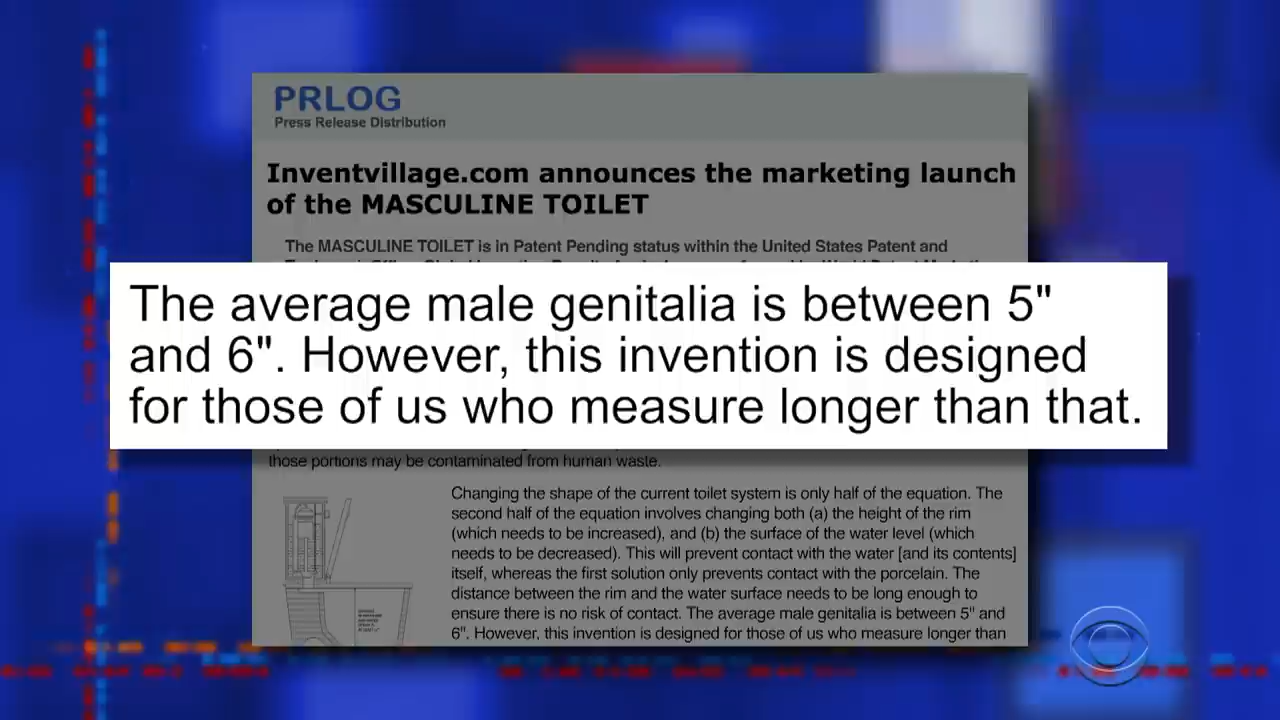 PRLOG
Press Release Distribution
Inventvillage.com announces the marketing launch
of the MASCULINE TOILET
The MASCULINE TOILET is in Patent Pending status within the United States Patent and
The average male genitalia is between 5"
and 6". However, this invention is designed
for those of us who measure longer than that.
those portions may be contaminated from human waste.
Changing the shape of the current toilet system is only half of the equation. The
second half of the equation involves changing both (a) the height of the rim
(which needs to be increased), and (b) the surface of the water level (which
needs to be decreased). This will prevent contact with the water [and its contents]
itself, whereas the first solution only prevents contact with the porcelain. The
distance between the rim and the water surface needs to be long enough to
ensure there is no risk of contact. The average male genitalia is between 5" and
6". However, this invention is designed for those of us who measure longer than